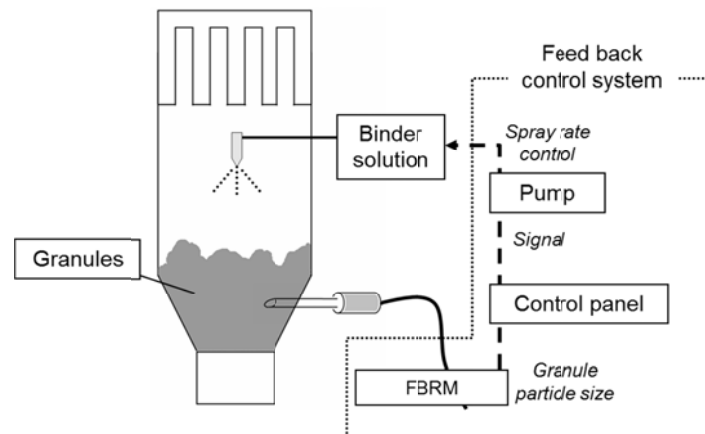 Feed back
control system
Binder
solution
Spray rate
control
Pump
Signal
Granules
Control panel
FBRM
Granule
particle size